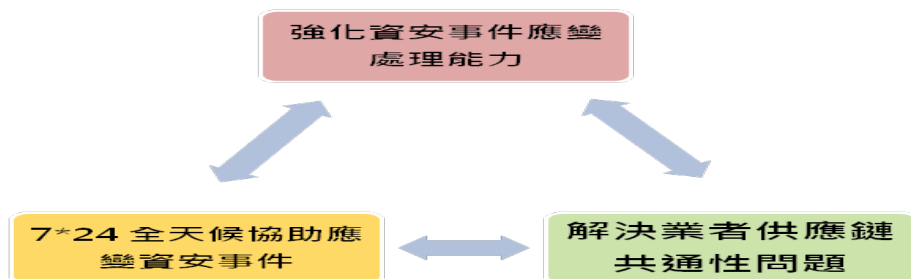 強化資安事件應變
處理能力
7*24 全天候協助應
變資安事件
解決業者供應鏈
共通性問題